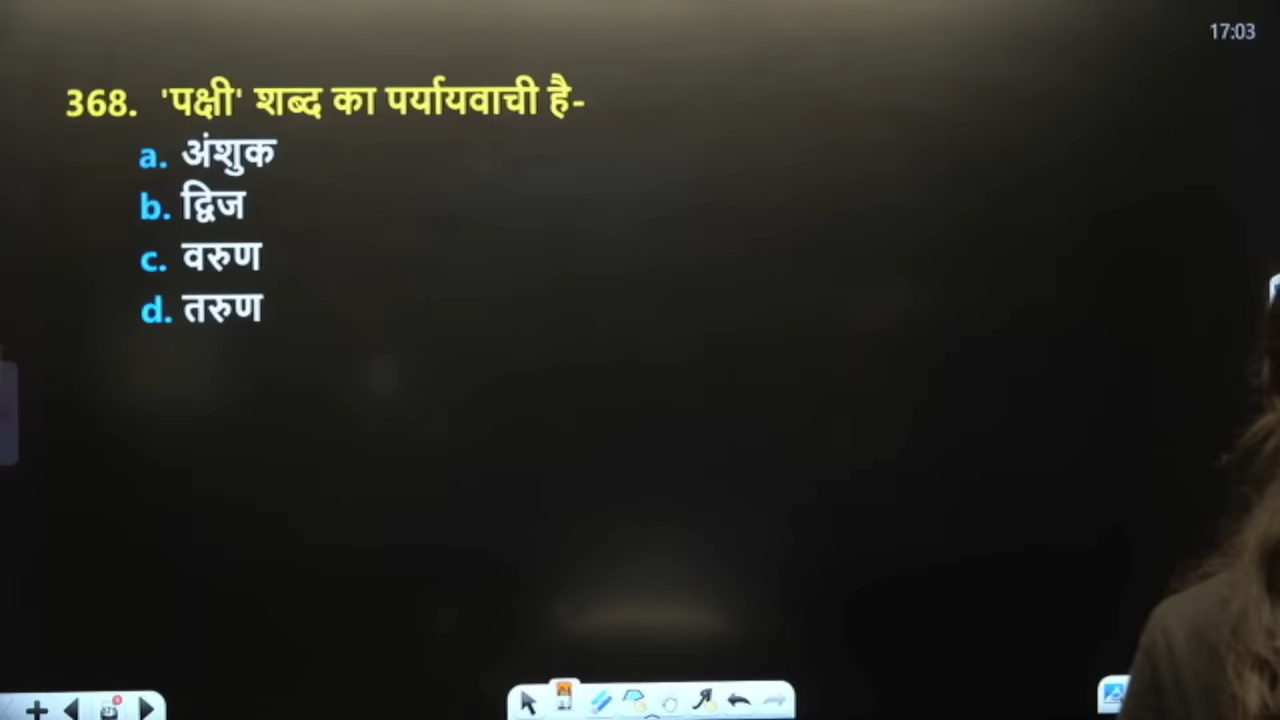 17:03
368. 'पक्षी' शब्द का पर्यायवाची है-
a. अंशुक
b. द्विज
c. वरुण
d. तरुण